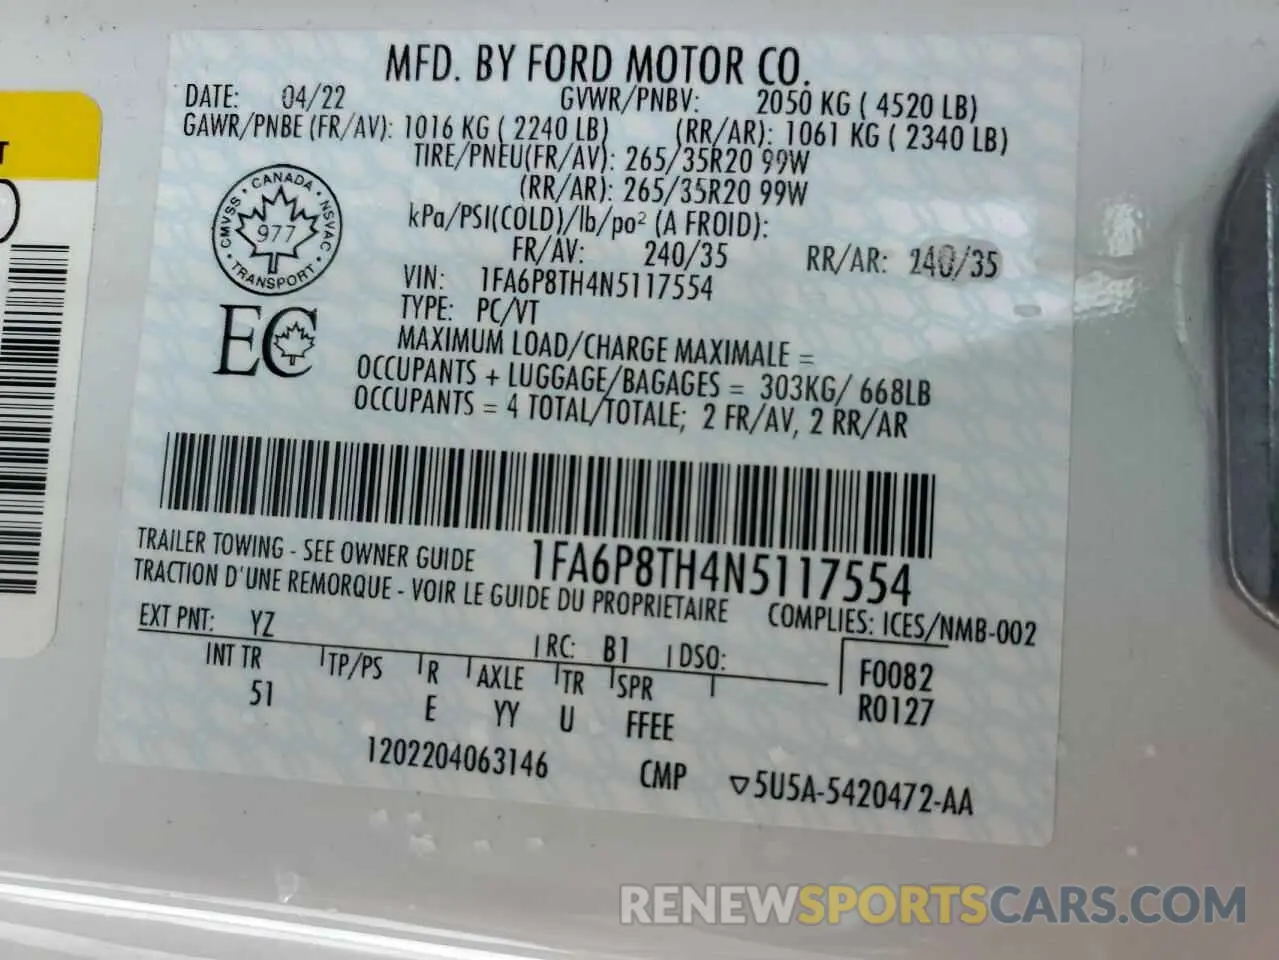 MFD. BY FORD MOTOR CO.
DATE: 04/22 GVWR/PNBV: 2050 KG ( 4520 LB)
GAWR/PNBE (FR/AV): 1016 KG ( 2240 LB) (RR/AR): 1061 KG ( 2340 LB)
TIRE/PNEU(FR/AV): 265/35R20 99W
(RR/AR): 265/35R20 99W
kPa/PSI(COLD)/lb/po² (A FROID):
FR/AV: 240/35 RR/AR: 240/35
VIN: 1FA6P8TH4N5117554
TYPE: PC/VT
MAXIMUM LOAD/CHARGE MAXIMALE =
OCCUPANTS + LUGGAGE/BAGAGES = 303KG/ 668LB
OCCUPANTS = 4 TOTAL/TOTALE; 2 FR/AV, 2 RR/AR
CANADA
CMVSS NSVAC
977
TRANSPORT
EC
T
TRAILER TOWING - SEE OWNER GUIDE 1FA6P8TH4N5117554
TRACTION D'UNE REMORQUE - VOIR LE GUIDE DU PROPRIETAIRE COMPLIES: ICES/NMB-002
EXT PNT: YZ RC: B1 DSO: F0082
INT TR TP/PS R AXLE TR SPR R0127
51 E YY U FFEE
1202204063146 CMP ▽5U5A-5420472-AA
RENEWSPORTSCARS.COM